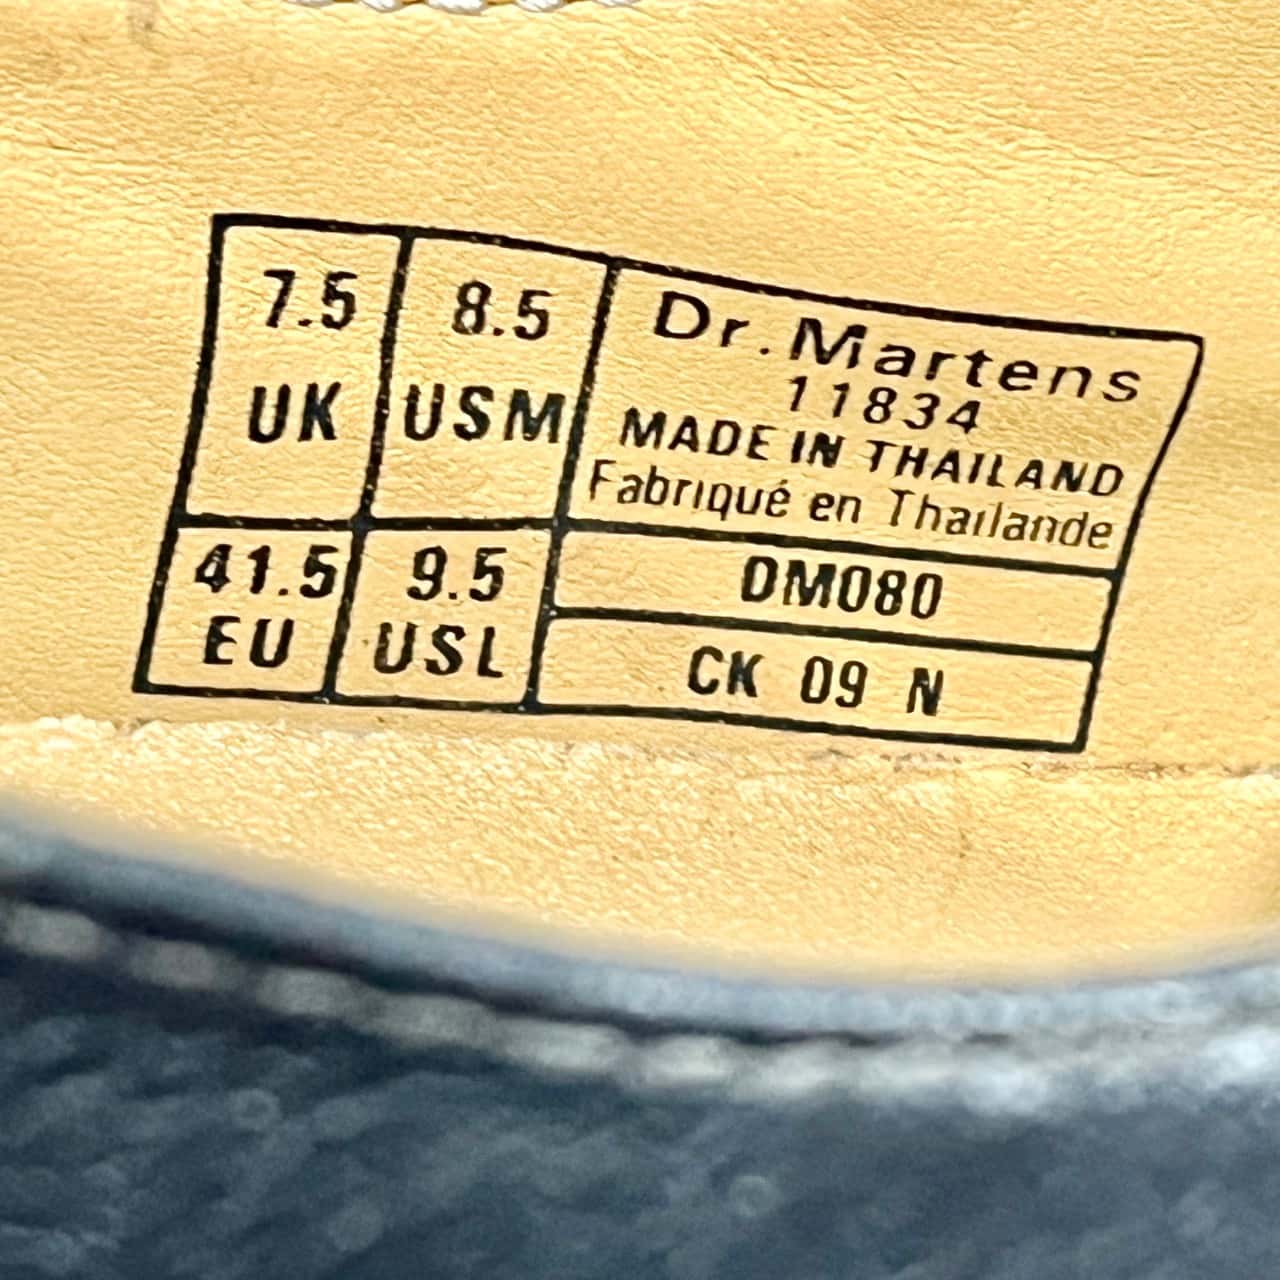 7.5
UK
8.5
USM
Dr. Martens
11834
MADE IN THAILAND
Fabriqué en Thaïlande
41.5
EU
9.5
USL
DM080
CK 09 N